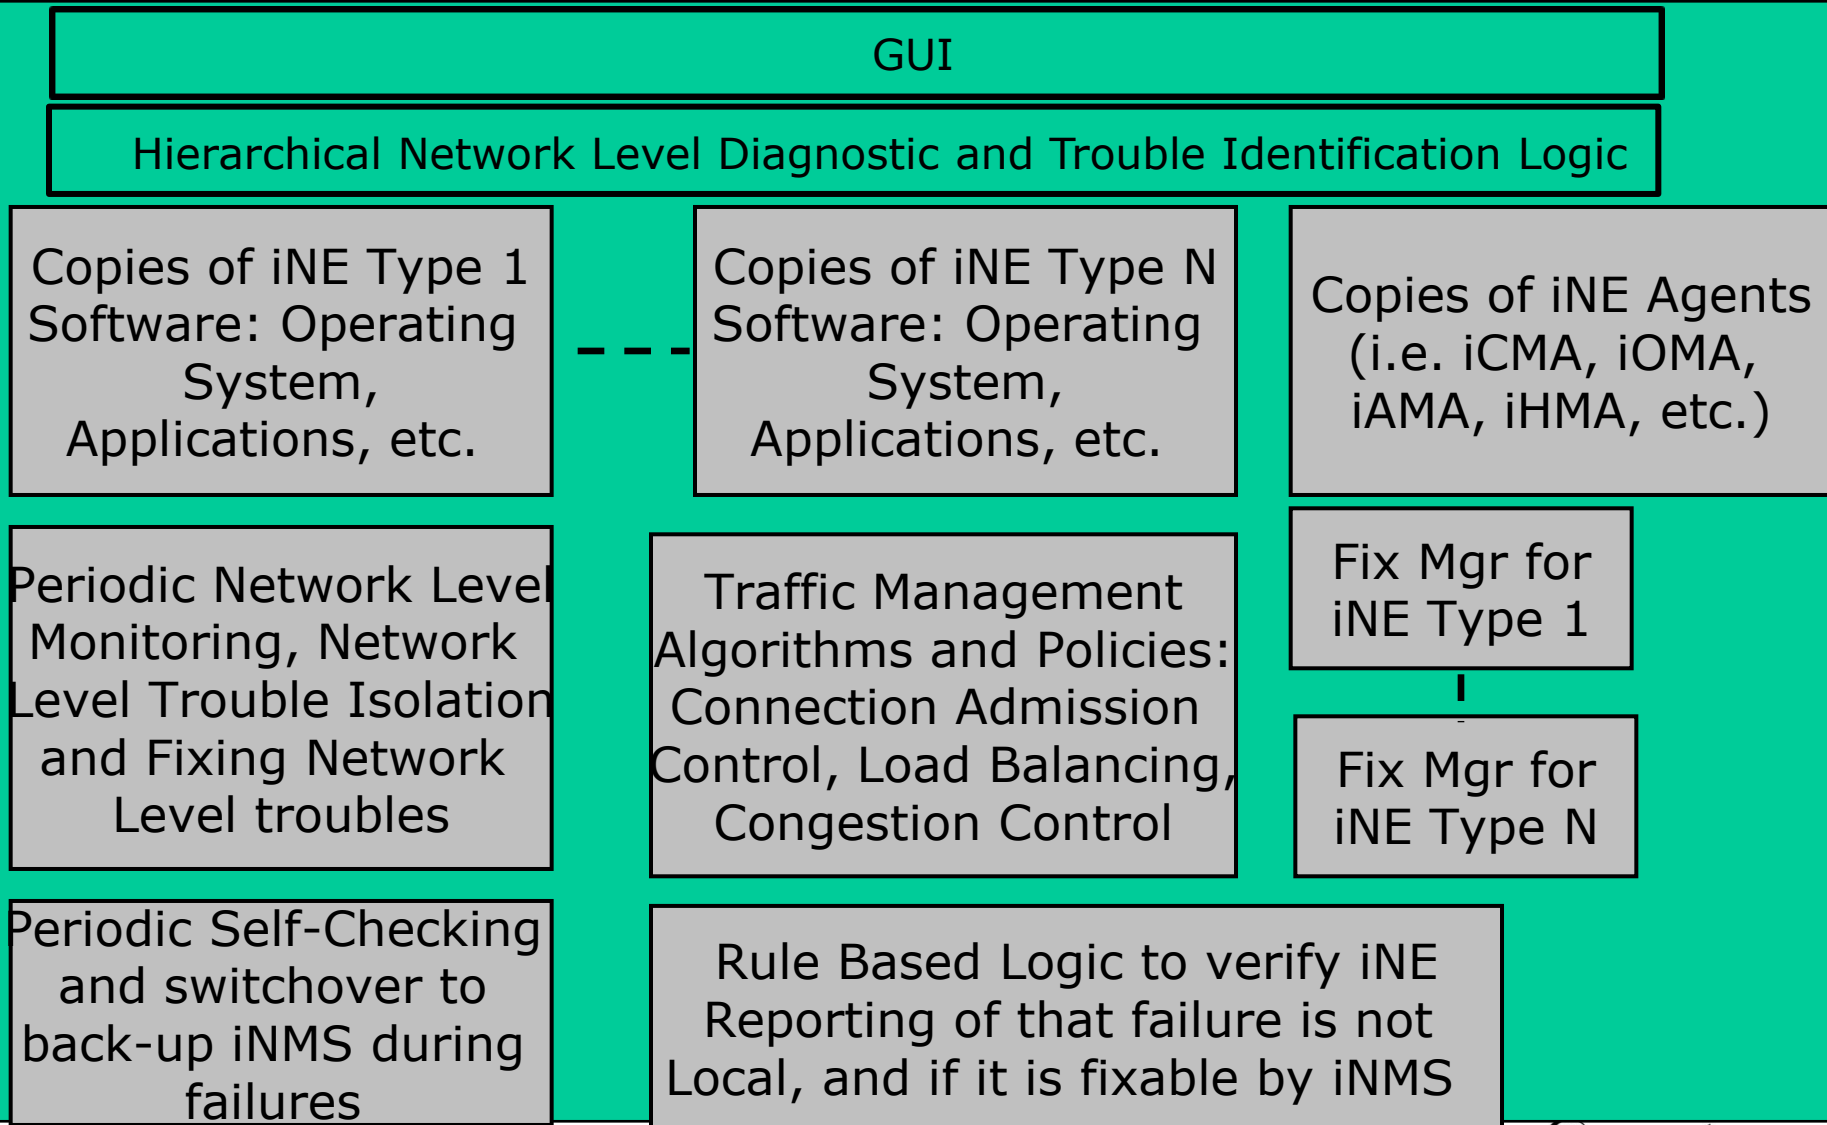 GUI
Hierarchical Network Level Diagnostic and Trouble Identification Logic
Copies of iNE Type 1
Software: Operating
System,
Applications, etc.
Copies of iNE Type N
Software: Operating
System,
Applications, etc.
Copies of iNE Agents
(i.e. iCMA, iOMA,
iAMA, iHMA, etc.)
Periodic Network Level
Monitoring, Network
Level Trouble Isolation
and Fixing Network
Level troubles
Traffic Management
Algorithms and Policies:
Connection Admission
Control, Load Balancing,
Congestion Control
Fix Mgr for
iNE Type 1
Fix Mgr for
iNE Type N
Periodic Self-Checking
and switchover to
back-up iNMS during
failures
Rule Based Logic to verify iNE
Reporting of that failure is not
Local, and if it is fixable by iNMS